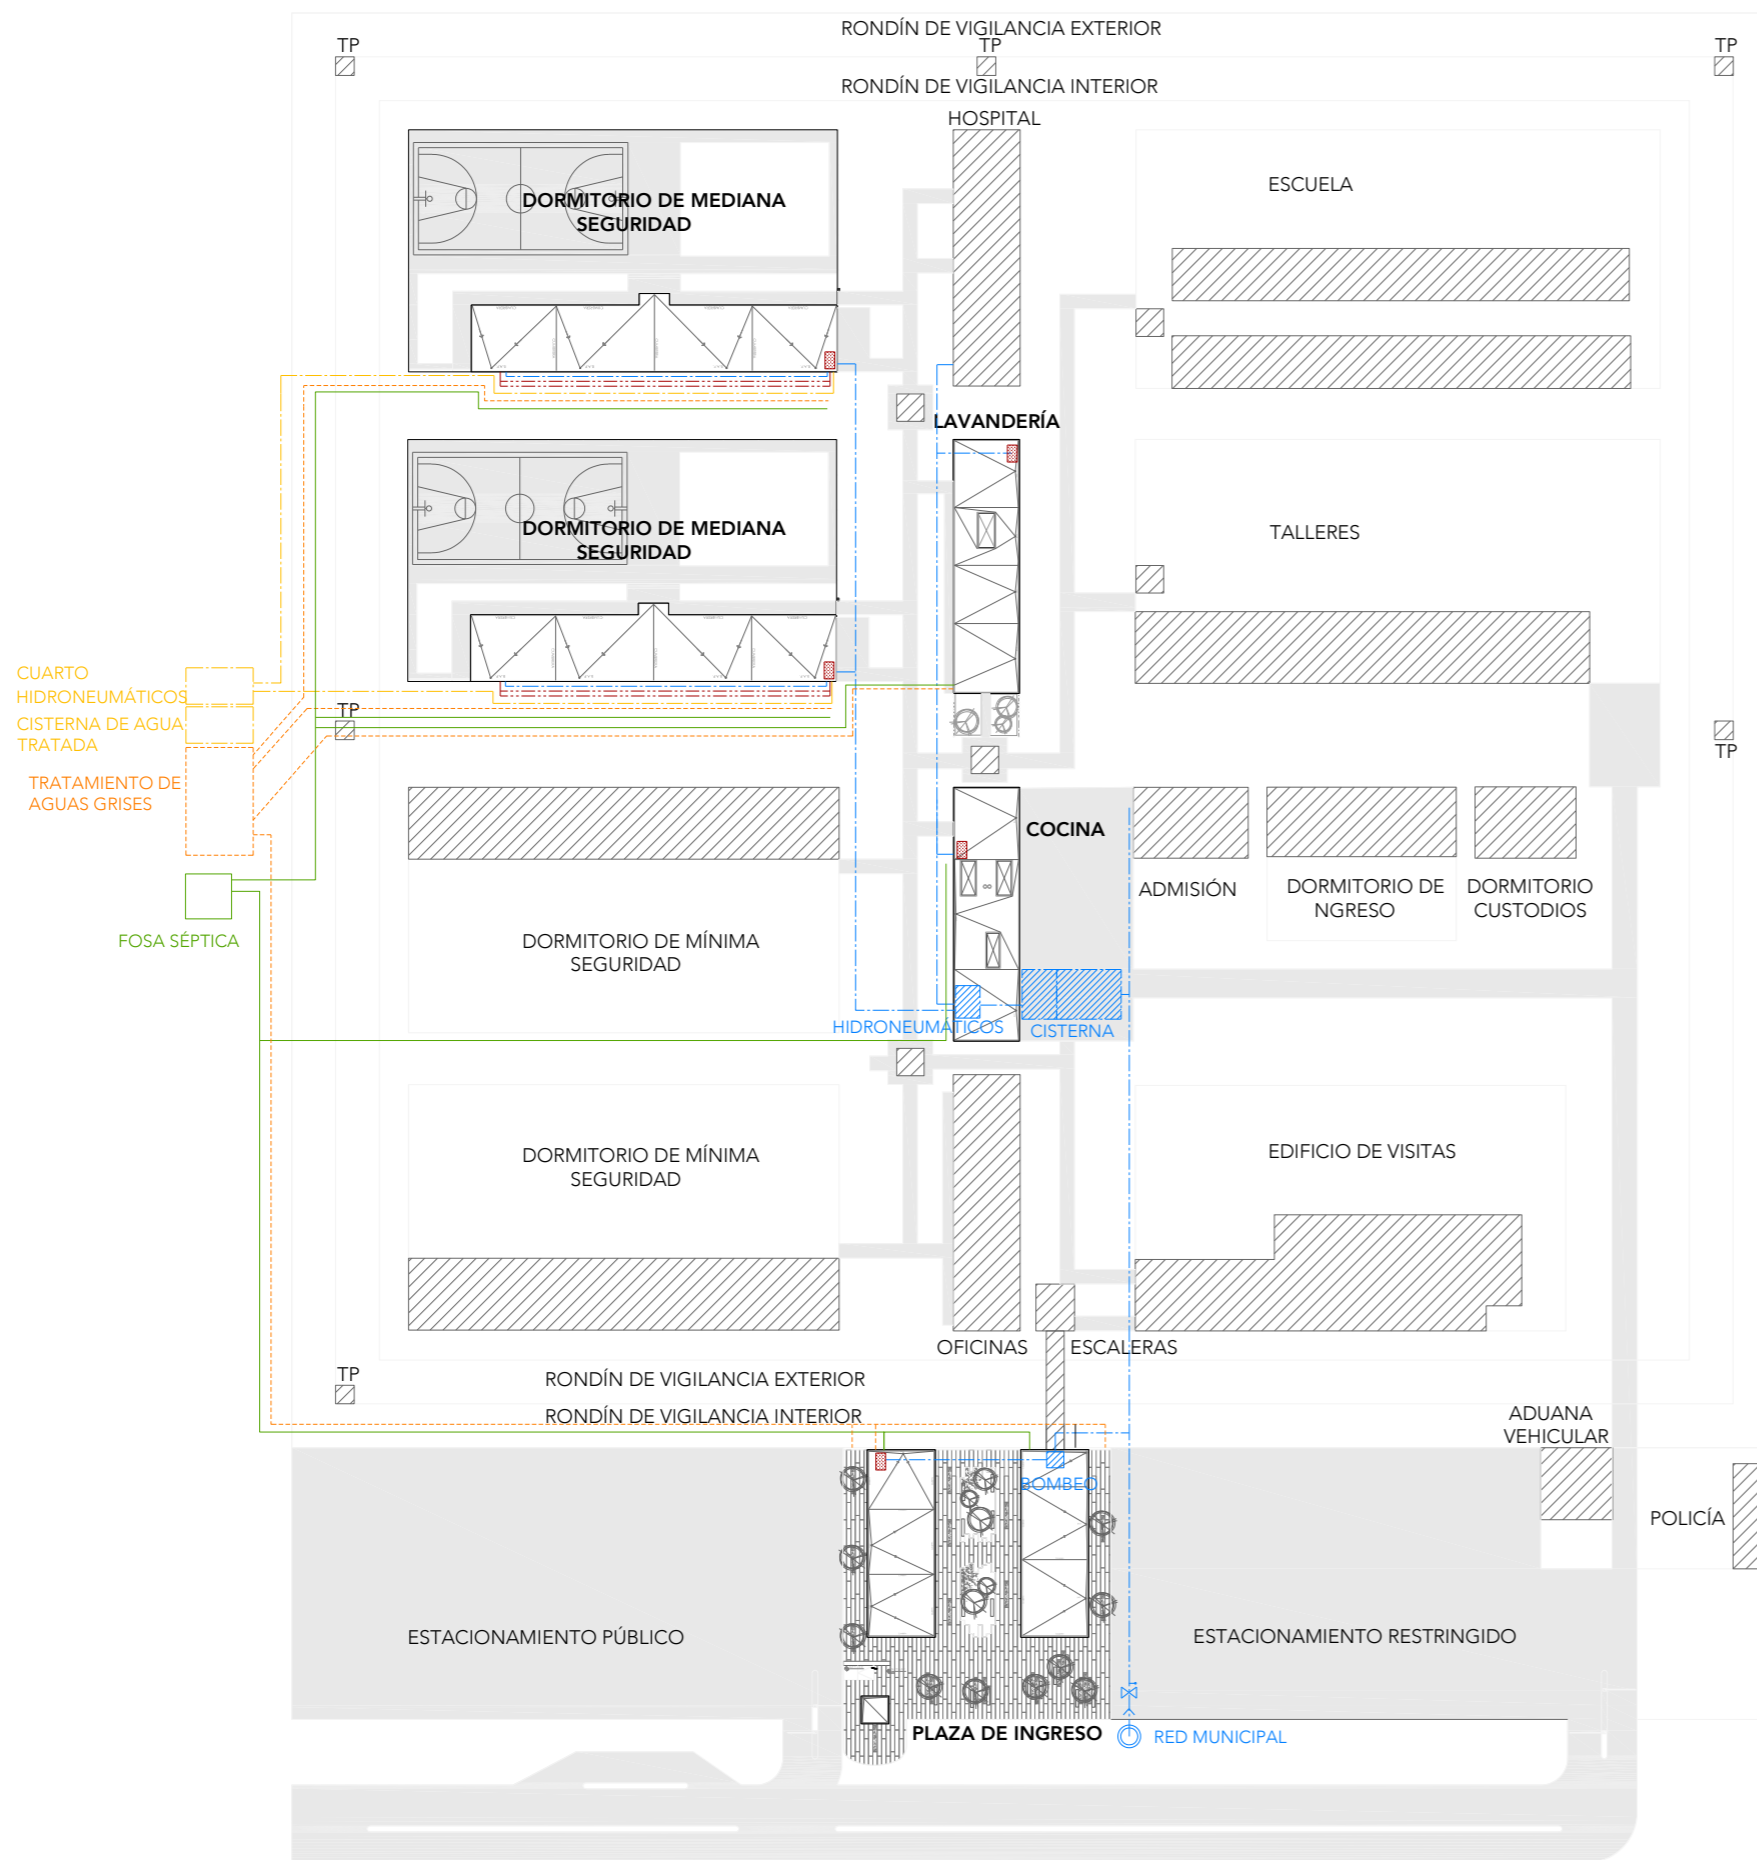 RONDÍN DE VIGILANCIA EXTERIOR
TP
TP
TP
RONDÍN DE VIGILANCIA INTERIOR
HOSPITAL
DORMITORIO DE MEDIANA
SEGURIDAD
ESCUELA
LAVANDERÍA
DORMITORIO DE MEDIANA
SEGURIDAD
TALLERES
CUARTO
HIDRONEUMÁTICOS
CISTERNA DE AGUA
TRATADA
TP
TP
TRATAMIENTO DE
AGUAS GRISES
COCINA
ADMISIÓN
DORMITORIO DE
NGRESO
DORMITORIO
CUSTODIOS
FOSA SÉPTICA
DORMITORIO DE MÍNIMA
SEGURIDAD
HIDRONEUMÁTICOS
CISTERNA
DORMITORIO DE MÍNIMA
SEGURIDAD
EDIFICIO DE VISITAS
OFICINAS
ESCALERAS
TP
RONDÍN DE VIGILANCIA EXTERIOR
RONDÍN DE VIGILANCIA INTERIOR
ADUANA
VEHICULAR
BOMBEO
POLICÍA
ESTACIONAMIENTO PÚBLICO
ESTACIONAMIENTO RESTRINGIDO
PLAZA DE INGRESO
RED MUNICIPAL